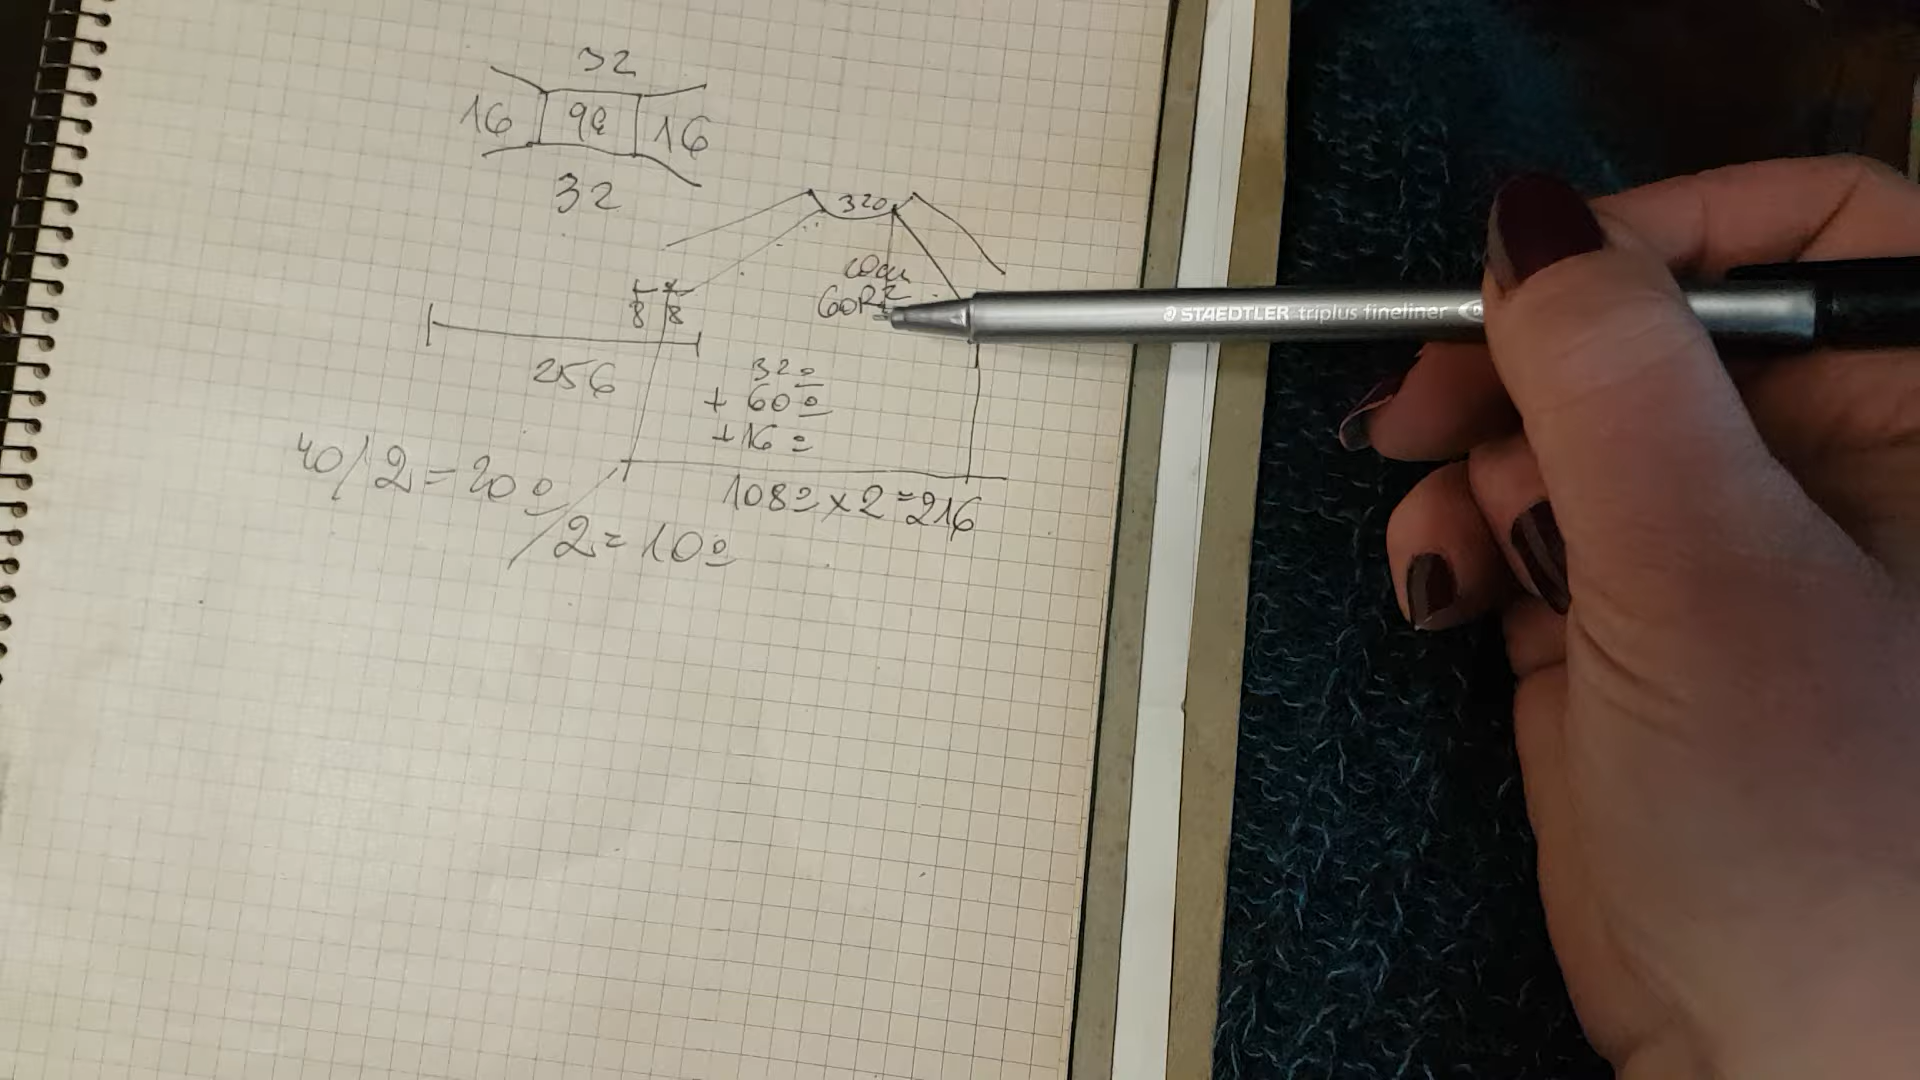 32
16 9 16
32
320
60
8 8
STAEDTLER triplus fineliner
256
32 o
+ 60 o
+ 16 =
40/2 = 20 o
108 o x 2 = 216
/2 = 10 o